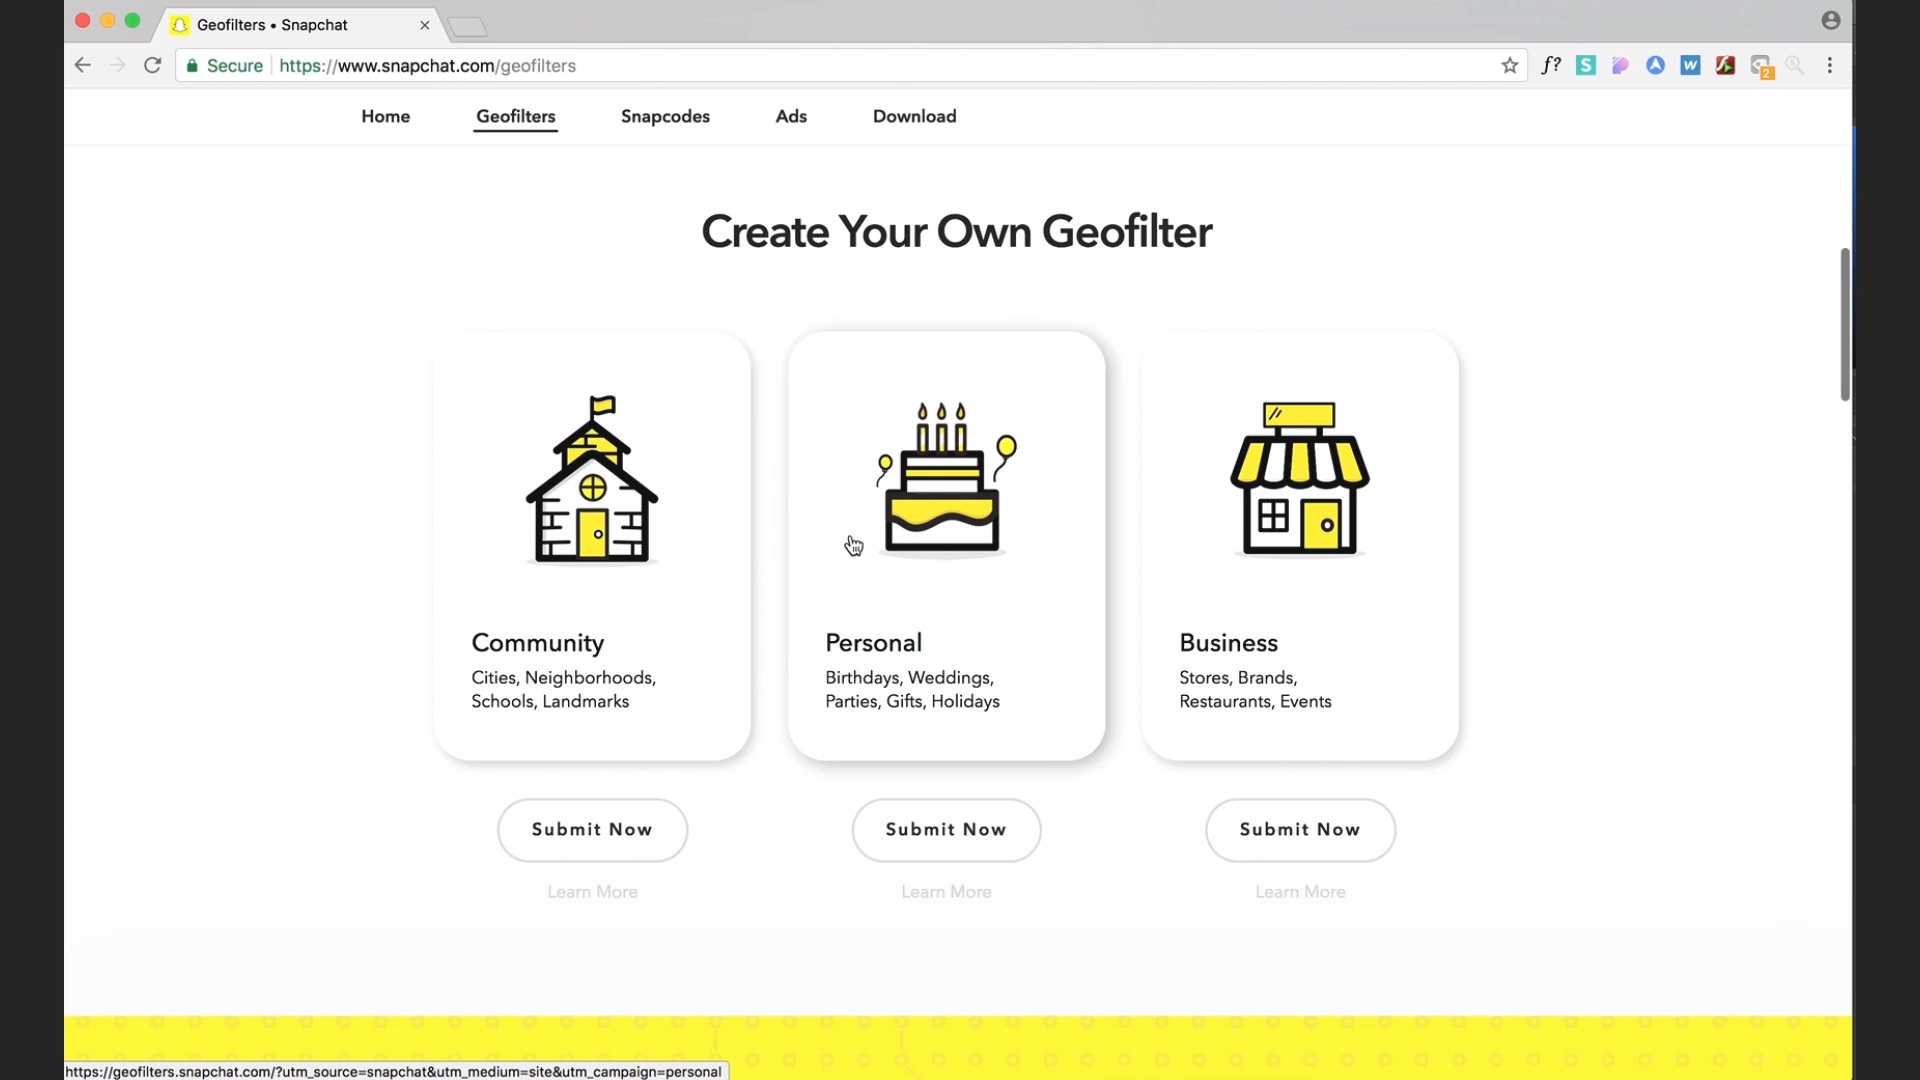 Geofilters • Snapchat
Secure https://www.snapchat.com/geofilters
f? S W 2
Home Geofilters Snapcodes Ads Download
Create Your Own Geofilter
Community
Cities, Neighborhoods,
Schools, Landmarks
Submit Now
Learn More
Personal
Birthdays, Weddings,
Parties, Gifts, Holidays
Submit Now
Learn More
Business
Stores, Brands,
Restaurants, Events
Submit Now
Learn More
https://geofilters.snapchat.com/?utm_source=snapchat&utm_medium=site&utm_campaign=personal